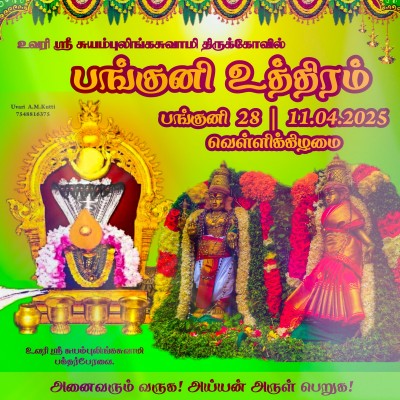 உவரி ஸ்ரீ சுயம்புலிங்கசுவாமி திருக்கோவில்
பங்குனி உத்திரம்
பங்குனி 28 | 11.04.2025
வெள்ளிக்கிழமை
Uvari A.M.Kutti
7548816375
உவரி ஸ்ரீ சுயம்புலிங்கசுவாமி
பக்தர்பேரவை.
அனைவரும் வருக! அய்யன் அருள் பெறுக!